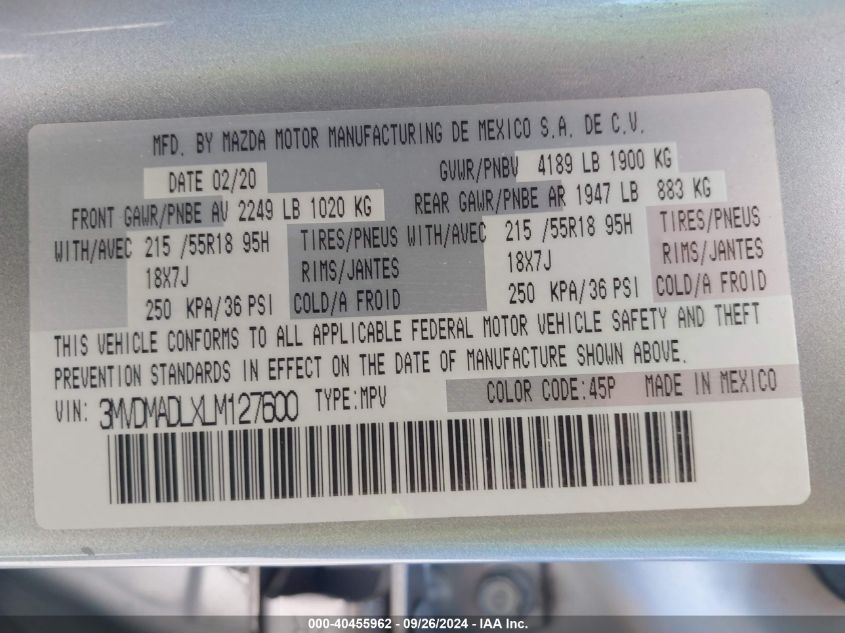 MFD. BY MAZDA MOTOR MANUFACTURING DE MEXICO S.A. DE C.V.
DATE 02/20 GVWR/PNBV 4189 LB 1900 KG
FRONT GAWR/PNBE AV 2249 LB 1020 KG REAR GAWR/PNBE AR 1947 LB 883 KG
WITH/AVEC 215 /55R18 95H TIRES/PNEUS WITH/AVEC 215 /55R18 95H TIRES/PNEUS
18X7J RIMS/JANTES 18X7J RIMS/JANTES
250 KPA/36 PSI COLD/A FROID 250 KPA/36 PSI COLD/A FROID
THIS VEHICLE CONFORMS TO ALL APPLICABLE FEDERAL MOTOR VEHICLE SAFETY AND THEFT
PREVENTION STANDARDS IN EFFECT ON THE DATE OF MANUFACTURE SHOWN ABOVE.
VIN: 3MVDMADLXLM127600 TYPE:MPV COLOR CODE:45P MADE IN MEXICO
000-40455962 - 09/26/2024 - IAA Inc.